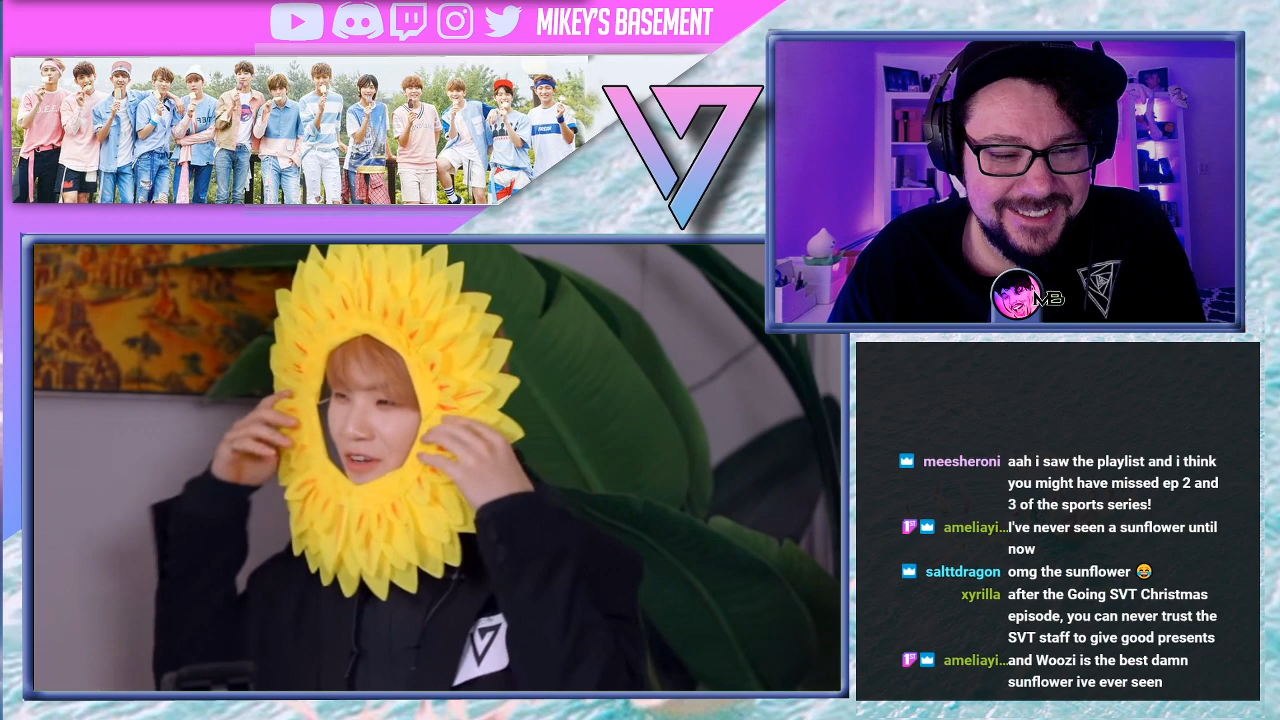 MIKEY'S BASEMENT
MB
meesheroni aah i saw the playlist and i think
you might have missed ep 2 and
3 of the sports series!
ameliayi... I've never seen a sunflower until
now
salttdragon omg the sunflower 😂
xyrilla after the Going SVT Christmas
episode, you can never trust the
SVT staff to give good presents
ameliayi... and Woozi is the best damn
sunflower ive ever seen